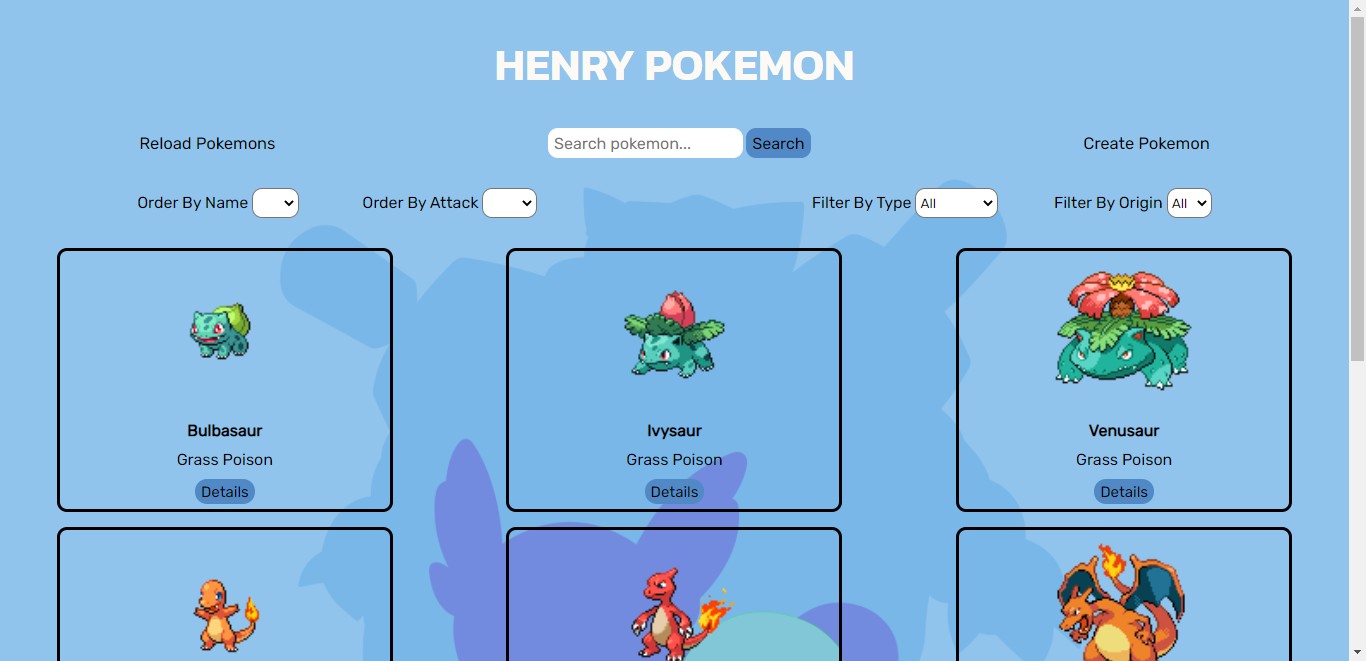 HENRY POKEMON
Reload Pokemons
Search pokemon...
Search
Create Pokemon
Order By Name
Order By Attack
Filter By Type
All
Filter By Origin
All
Bulbasaur
Grass Poison
Details
Ivysaur
Grass Poison
Details
Venusaur
Grass Poison
Details